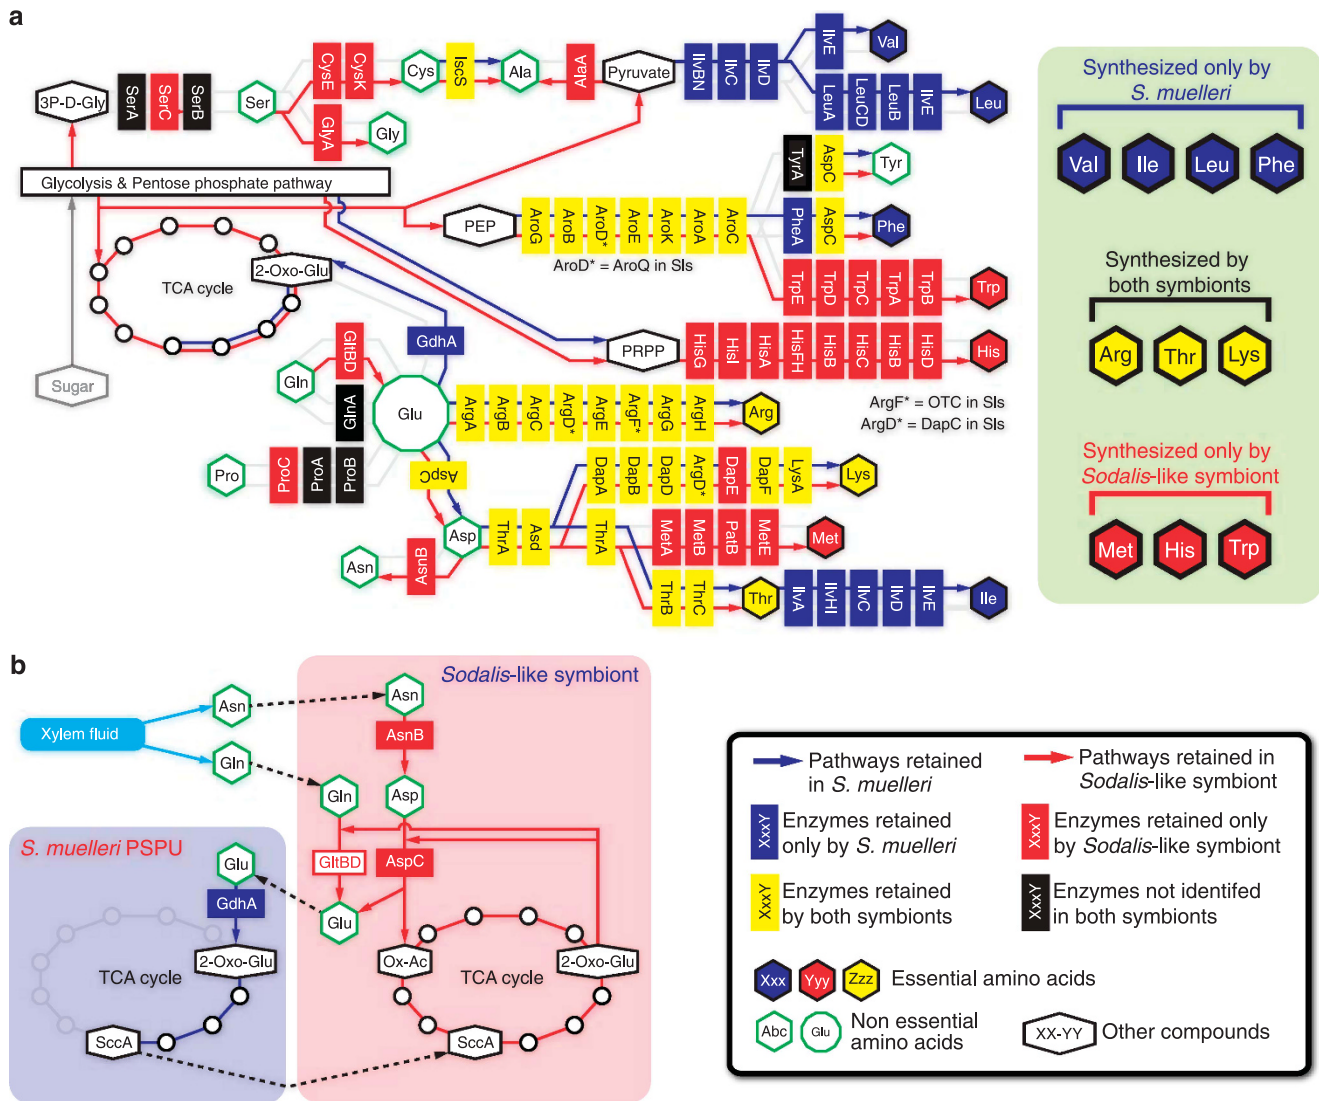 a
3P-D-Gly
SerA
SerC
SerB
Ser
CysE
CysK
GlyA
Gly
Cys
IscS
Ala
AlaA
Pyruvate
IlvBN
IlvC
IlvD
IlvE
Val
LeuA
LeuCD
LeuB
IlvE
Leu
Glycolysis & Pentose phosphate pathway
TyrA
AspC
Tyr
PEP
AroG
AroB
AroD*
AroE
AroK
AroA
AroC
PheA
AspC
Phe
AroD* = AroQ in Sls
TrpE
TrpD
TrpC
TrpA
TrpB
Trp
2-Oxo-Glu
TCA cycle
Sugar
GdhA
PRPP
HisG
HisI
HisA
HisFH
HisB
HisC
HisB
HisD
His
Gln
GltBD
GlnA
Glu
ArgA
ArgB
ArgC
ArgD*
ArgE
ArgF*
ArgG
ArgH
Arg
ArgF* = OTC in Sls
ArgD* = DapC in Sls
Pro
ProC
ProA
ProB
AspC
DapA
DapB
DapD
ArgD*
DapE
DapF
LysA
Lys
Asp
ThrA
Asd
ThrA
MetA
MetB
PatB
MetE
Met
Asn
AsnB
ThrB
ThrC
Thr
IlvA
IlvHI
IlvC
IlvD
IlvE
Ile
Synthesized only by
S. muelleri
Val
Ile
Leu
Phe
Synthesized by
both symbionts
Arg
Thr
Lys
Synthesized only by
Sodalis-like symbiont
Met
His
Trp
b
Sodalis-like symbiont
Xylem fluid
Asn
Gln
Asn
AsnB
Gln
Asp
GltBD
AspC
Glu
Ox-Ac
2-Oxo-Glu
TCA cycle
SccA
S. muelleri PSPU
Glu
GdhA
2-Oxo-Glu
TCA cycle
SccA
Pathways retained
in S. muelleri
Pathways retained in
Sodalis-like symbiont
XxxY
Enzymes retained
only by S. muelleri
XxxY
Enzymes retained only
by Sodalis-like symbiont
XxxY
Enzymes retained
by both symbionts
XxxY
Enzymes not identifed
in both symbionts
Xxx
Yyy
Zzz
Essential amino acids
Abc
Glu
Non essential
amino acids
XX-YY
Other compounds